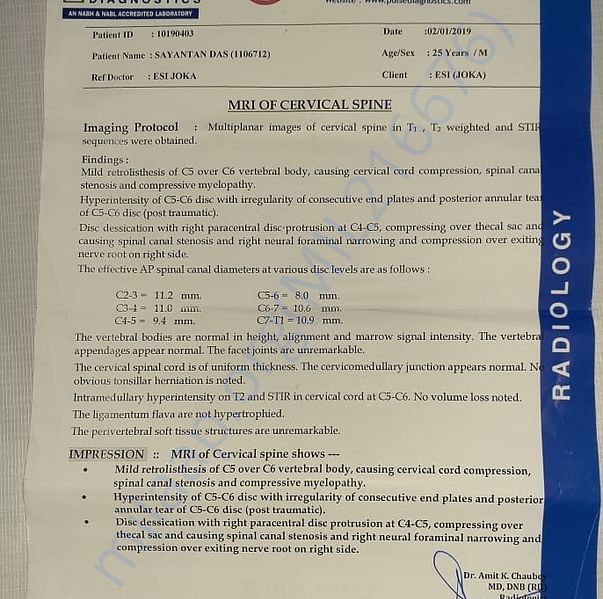 DIAGNOSTICS
AN NABH & NABL ACCREDITED LABORATORY
Website : www.pulsediagnostics.com
Patient ID : 10190403
Date :02/01/2019
Patient Name : SAYANTAN DAS (1106712)
Age/Sex : 25 Years / M
Ref Doctor : ESI JOKA
Client : ESI (JOKA)
MRI OF CERVICAL SPINE
Imaging Protocol : Multiplanar images of cervical spine in T1 , T2 weighted and STIR
sequences were obtained.
Findings :
Mild retrolisthesis of C5 over C6 vertebral body, causing cervical cord compression, spinal cana
stenosis and compressive myelopathy.
Hyperintensity of C5-C6 disc with irregularity of consecutive end plates and posterior annular tear
of C5-C6 disc (post traumatic).
Disc dessication with right paracentral disc protrusion at C4-C5, compressing over thecal sac and
causing spinal canal stenosis and right neural foraminal narrowing and compression over exiting
nerve root on right side.
The effective AP spinal canal diameters at various disc levels are as follows :
C2-3 = 11.2 mm. C5-6 = 8.0 mm.
C3-4 = 11.0 mm. C6-7 = 10.6 mm.
C4-5 = 9.4 mm. C7-T1 = 10.9 mm.
The vertebral bodies are normal in height, alignment and marrow signal intensity. The vertebra
appendages appear normal. The facet joints are unremarkable.
The cervical spinal cord is of uniform thickness. The cervicomedullary junction appears normal. No
obvious tonsillar herniation is noted.
Intramedullary hyperintensity on T2 and STIR in cervical cord at C5-C6. No volume loss noted.
The ligamentum flava are not hypertrophied.
The perivertebral soft tissue structures are unremarkable.
IMPRESSION :: MRI of Cervical spine shows ---
• Mild retrolisthesis of C5 over C6 vertebral body, causing cervical cord compression,
spinal canal stenosis and compressive myelopathy.
• Hyperintensity of C5-C6 disc with irregularity of consecutive end plates and posterior
annular tear of C5-C6 disc (post traumatic).
• Disc dessication with right paracentral disc protrusion at C4-C5, compressing over
thecal sac and causing spinal canal stenosis and right neural foraminal narrowing and
compression over exiting nerve root on right side.
Dr. Amit K. Chaubey
MD, DNB (RD)
RADIOLOGY